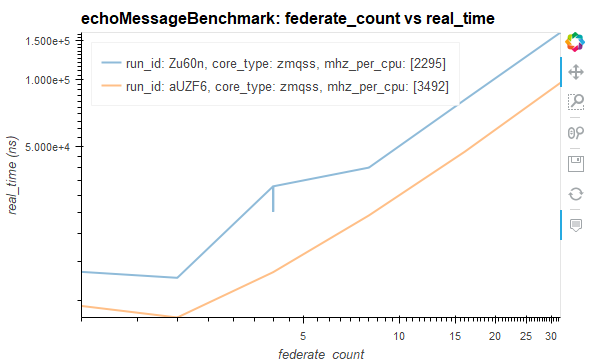 echoMessageBenchmark: federate_count vs real_time
run_id: Zu60n, core_type: zmqss, mhz_per_cpu: [2295]
run_id: aUZF6, core_type: zmqss, mhz_per_cpu: [3492]
1.500e+5
1.000e+5
5.000e+4
real_time (ns)
5 10 15 20 25 30
federate_count